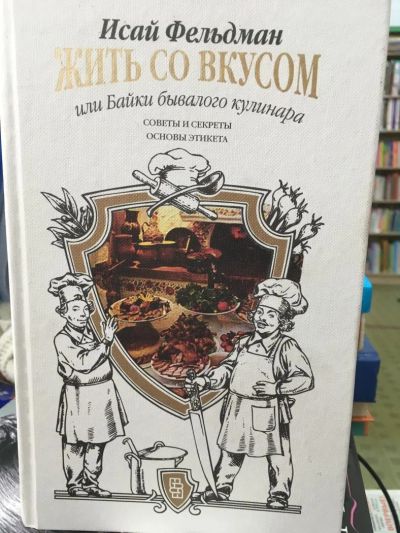 Исай Фельдман
ЖИТЬ СО ВКУСОМ
или Байки бывалого кулинара
СОВЕТЫ И СЕКРЕТЫ
ОСНОВЫ ЭТИКЕТА